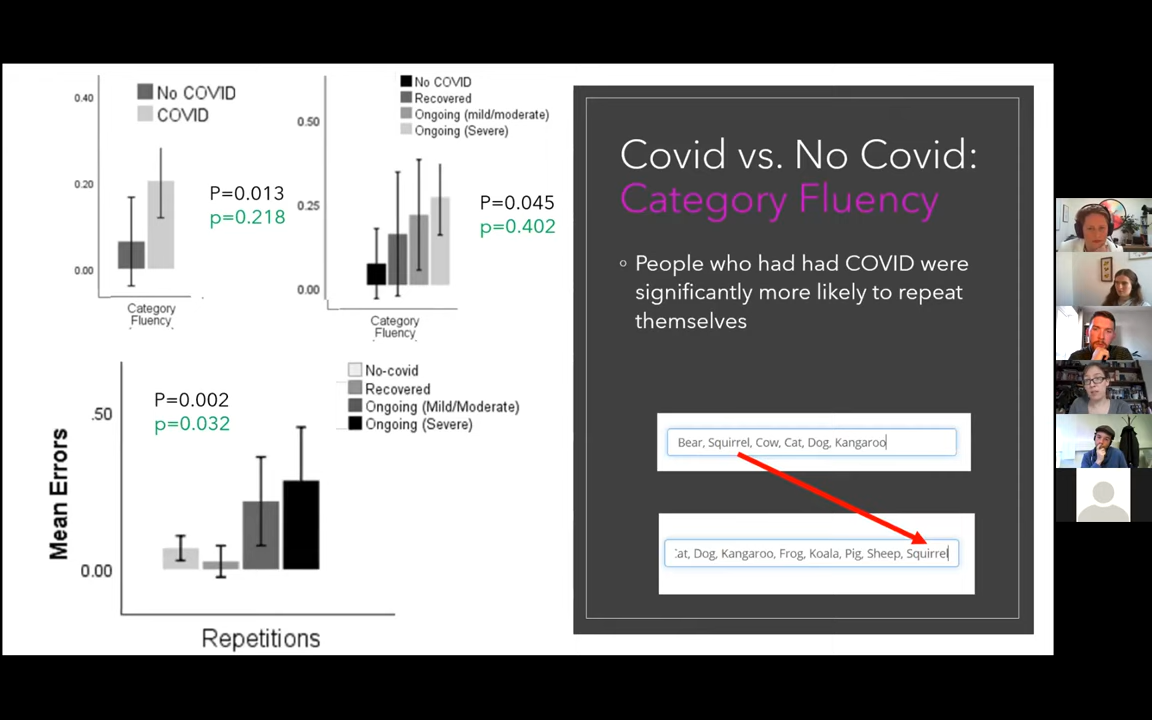 0.40
0.20
0.00
No COVID
COVID
P=0.013
p=0.218
Category
Fluency
0.50
0.25
0.00
No COVID
Recovered
Ongoing (mild/moderate)
Ongoing (Severe)
P=0.045
p=0.402
Category
Fluency
Mean Errors
.50
0.00
P=0.002
p=0.032
No-covid
Recovered
Ongoing (Mild/Moderate)
Ongoing (Severe)
Repetitions
Covid vs. No Covid:
Category Fluency
People who had had COVID were
significantly more likely to repeat
themselves
Bear, Squirrel, Cow, Cat, Dog, Kangaroo
Cat, Dog, Kangaroo, Frog, Koala, Pig, Sheep, Squirrel